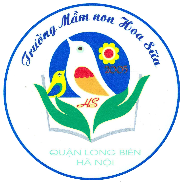 Trường Mầm non Hoa Sữa
HS
QUẬN LONG BIÊN
HÀ NỘI